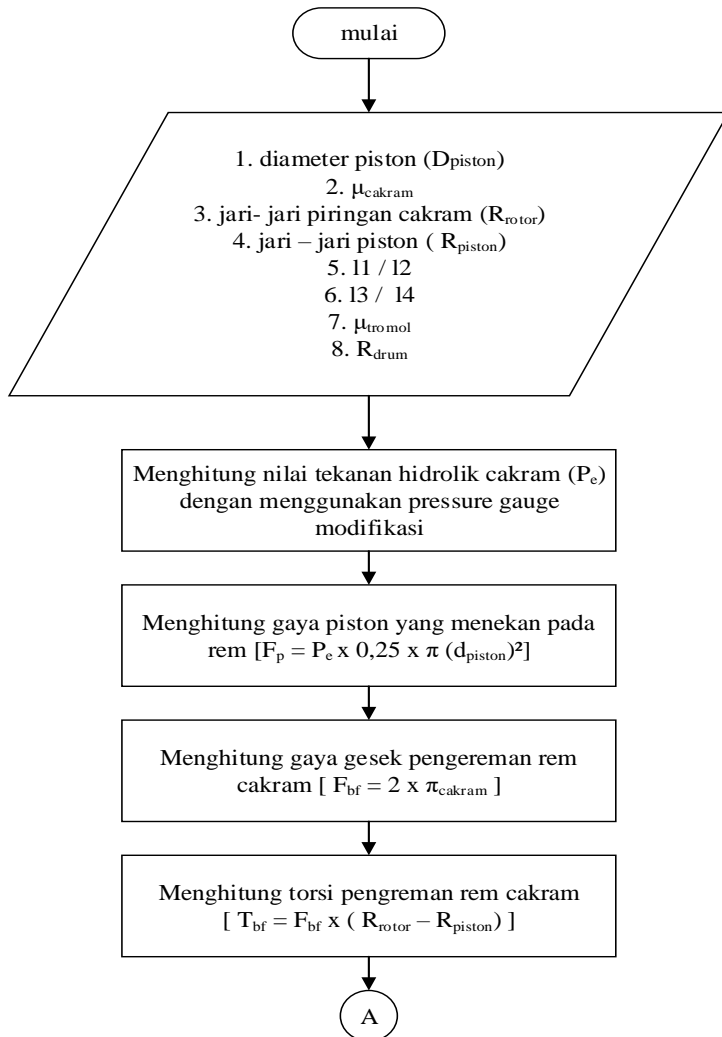 mulai
1. diameter piston (Dpiston)
2. μcakram
3. jari- jari piringan cakram (Rrotor)
4. jari – jari piston ( Rpiston)
5. l1 / l2
6. l3 / l4
7. μtromol
8. Rdrum
Menghitung nilai tekanan hidrolik cakram (Pe)
dengan menggunakan pressure gauge
modifikasi
Menghitung gaya piston yang menekan pada
rem [Fp = Pe x 0,25 x π (dpiston)²]
Menghitung gaya gesek pengereman rem
cakram [ Fbf = 2 x πcakram ]
Menghitung torsi pengreman rem cakram
[ Tbf = Fbf x ( Rrotor – Rpiston) ]
A